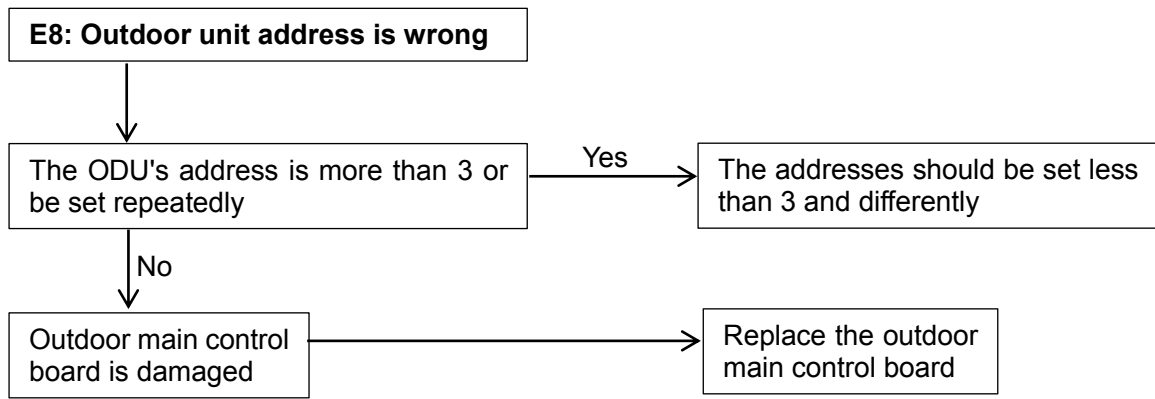 E8: Outdoor unit address is wrong
The ODU's address is more than 3 or
be set repeatedly
Yes
The addresses should be set less
than 3 and differently
No
Outdoor main control
board is damaged
Replace the outdoor
main control board